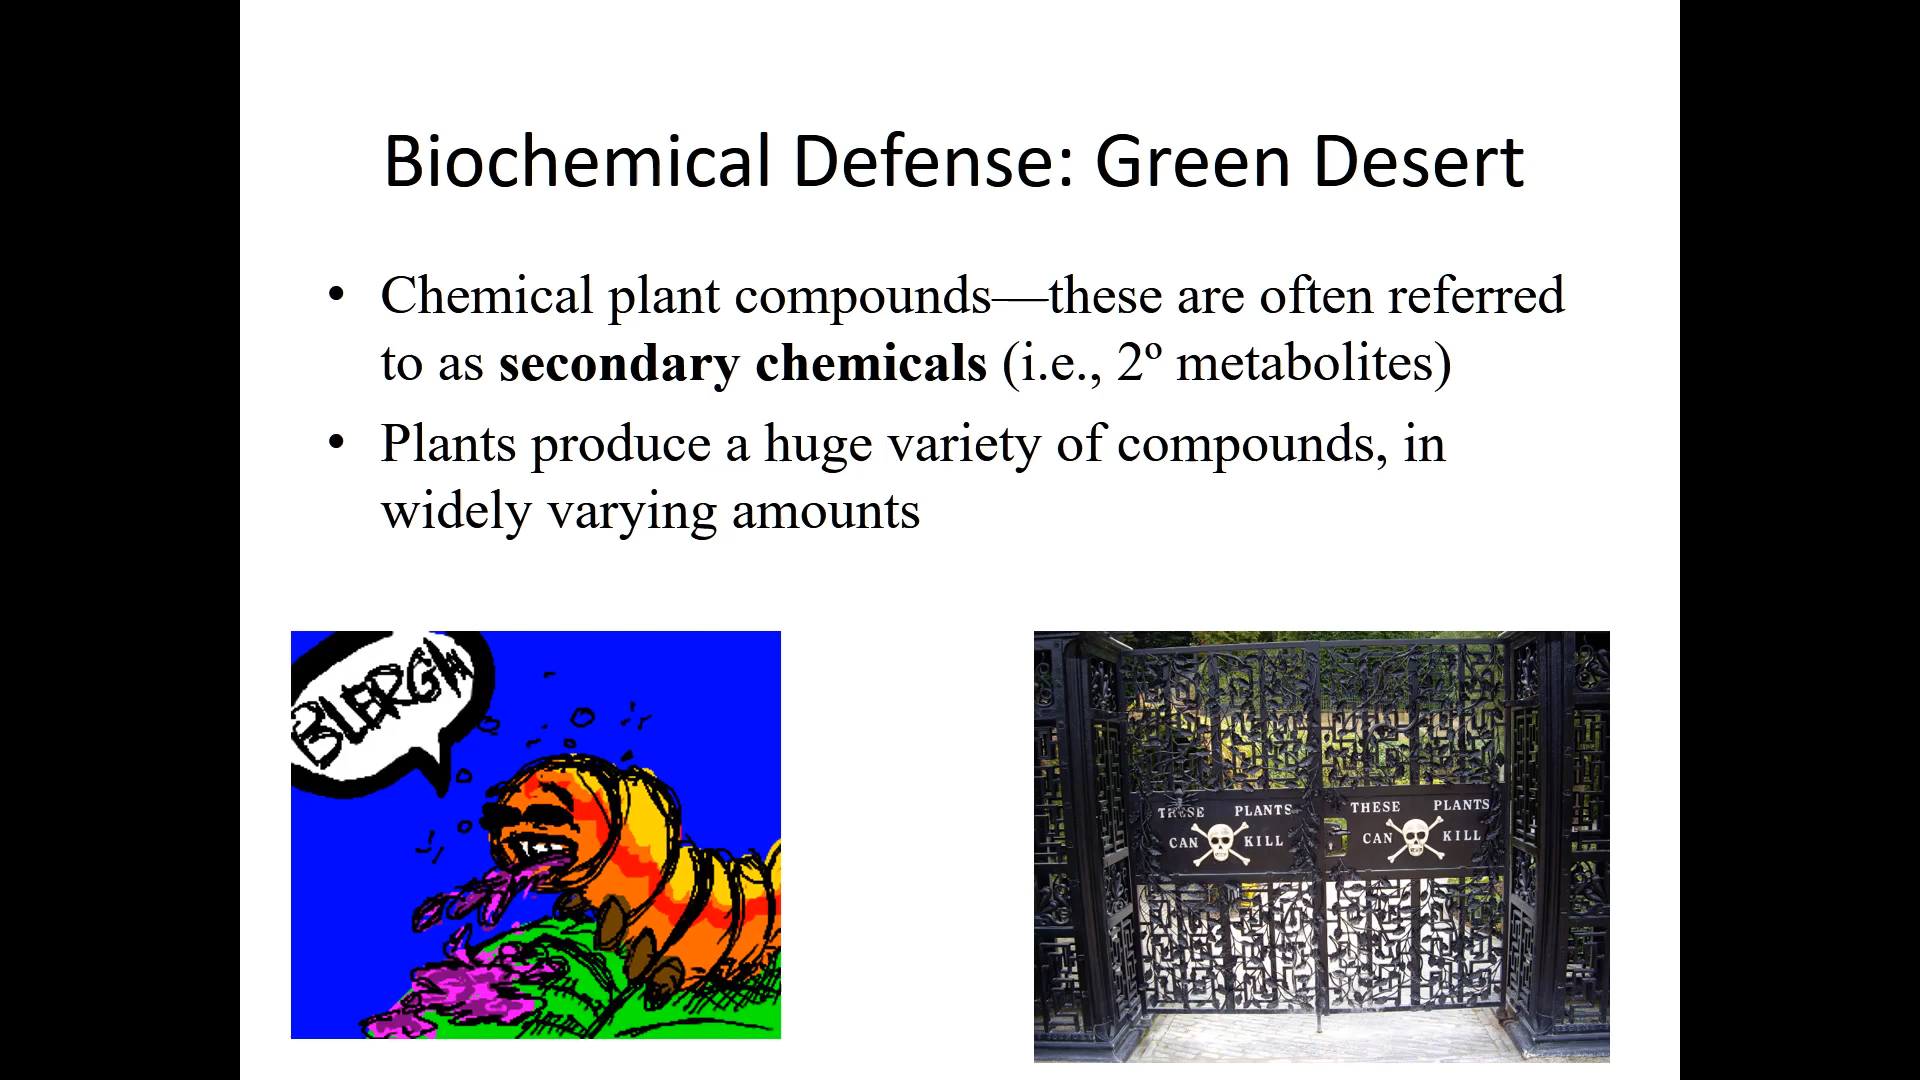 Biochemical Defense: Green Desert
• Chemical plant compounds—these are often referred
to as secondary chemicals (i.e., 2º metabolites)
• Plants produce a huge variety of compounds, in
widely varying amounts
BLERGH
THESE PLANTS
CAN KILL
THESE PLANTS
CAN KILL